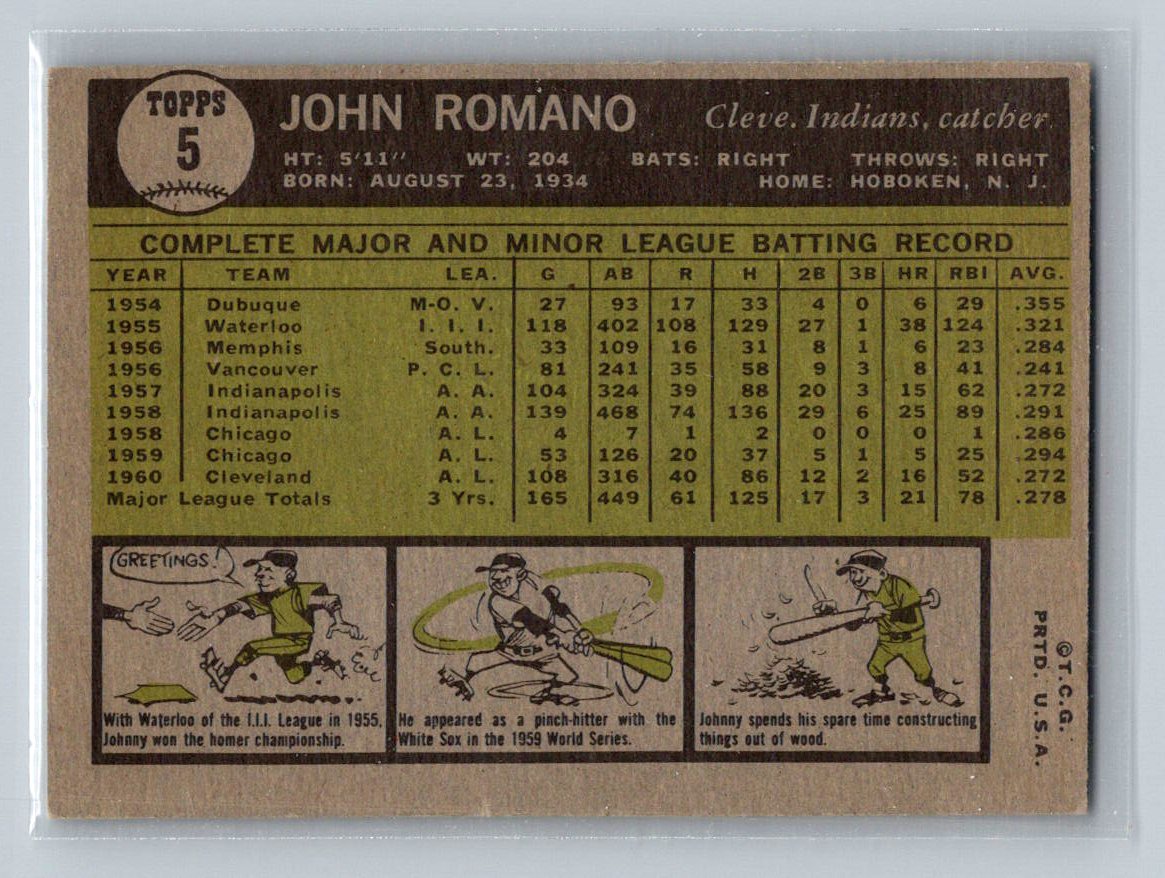 TOPPS
5
JOHN ROMANO
Cleve. Indians, catcher
HT: 5'11" WT: 204 BATS: RIGHT THROWS: RIGHT
BORN: AUGUST 23, 1934 HOME: HOBOKEN, N. J.
COMPLETE MAJOR AND MINOR LEAGUE BATTING RECORD
YEAR TEAM LEA. G AB R H 2B 3B HR RBI AVG.
1954 Dubuque M-O. V. 27 93 17 33 4 0 6 29 .355
1955 Waterloo I. I. I. 118 402 108 129 27 1 38 124 .321
1956 Memphis South. 33 109 16 31 8 1 6 23 .284
1956 Vancouver P. C. L. 81 241 35 58 9 3 8 41 .241
1957 Indianapolis A. A. 104 324 39 88 20 3 15 62 .272
1958 Indianapolis A. A. 139 468 74 136 29 6 25 89 .291
1958 Chicago A. L. 4 7 1 2 0 0 0 1 .286
1959 Chicago A. L. 53 126 20 37 5 1 5 25 .294
1960 Cleveland A. L. 108 316 40 86 12 2 16 52 .272
Major League Totals 3 Yrs. 165 449 61 125 17 3 21 78 .278
GREETINGS!
With Waterloo of the I.I.I. League in 1955,
Johnny won the homer championship.
He appeared as a pinch-hitter with the
White Sox in the 1959 World Series.
Johnny spends his spare time constructing
things out of wood.
©T.C.G.
PRTD. U.S.A.